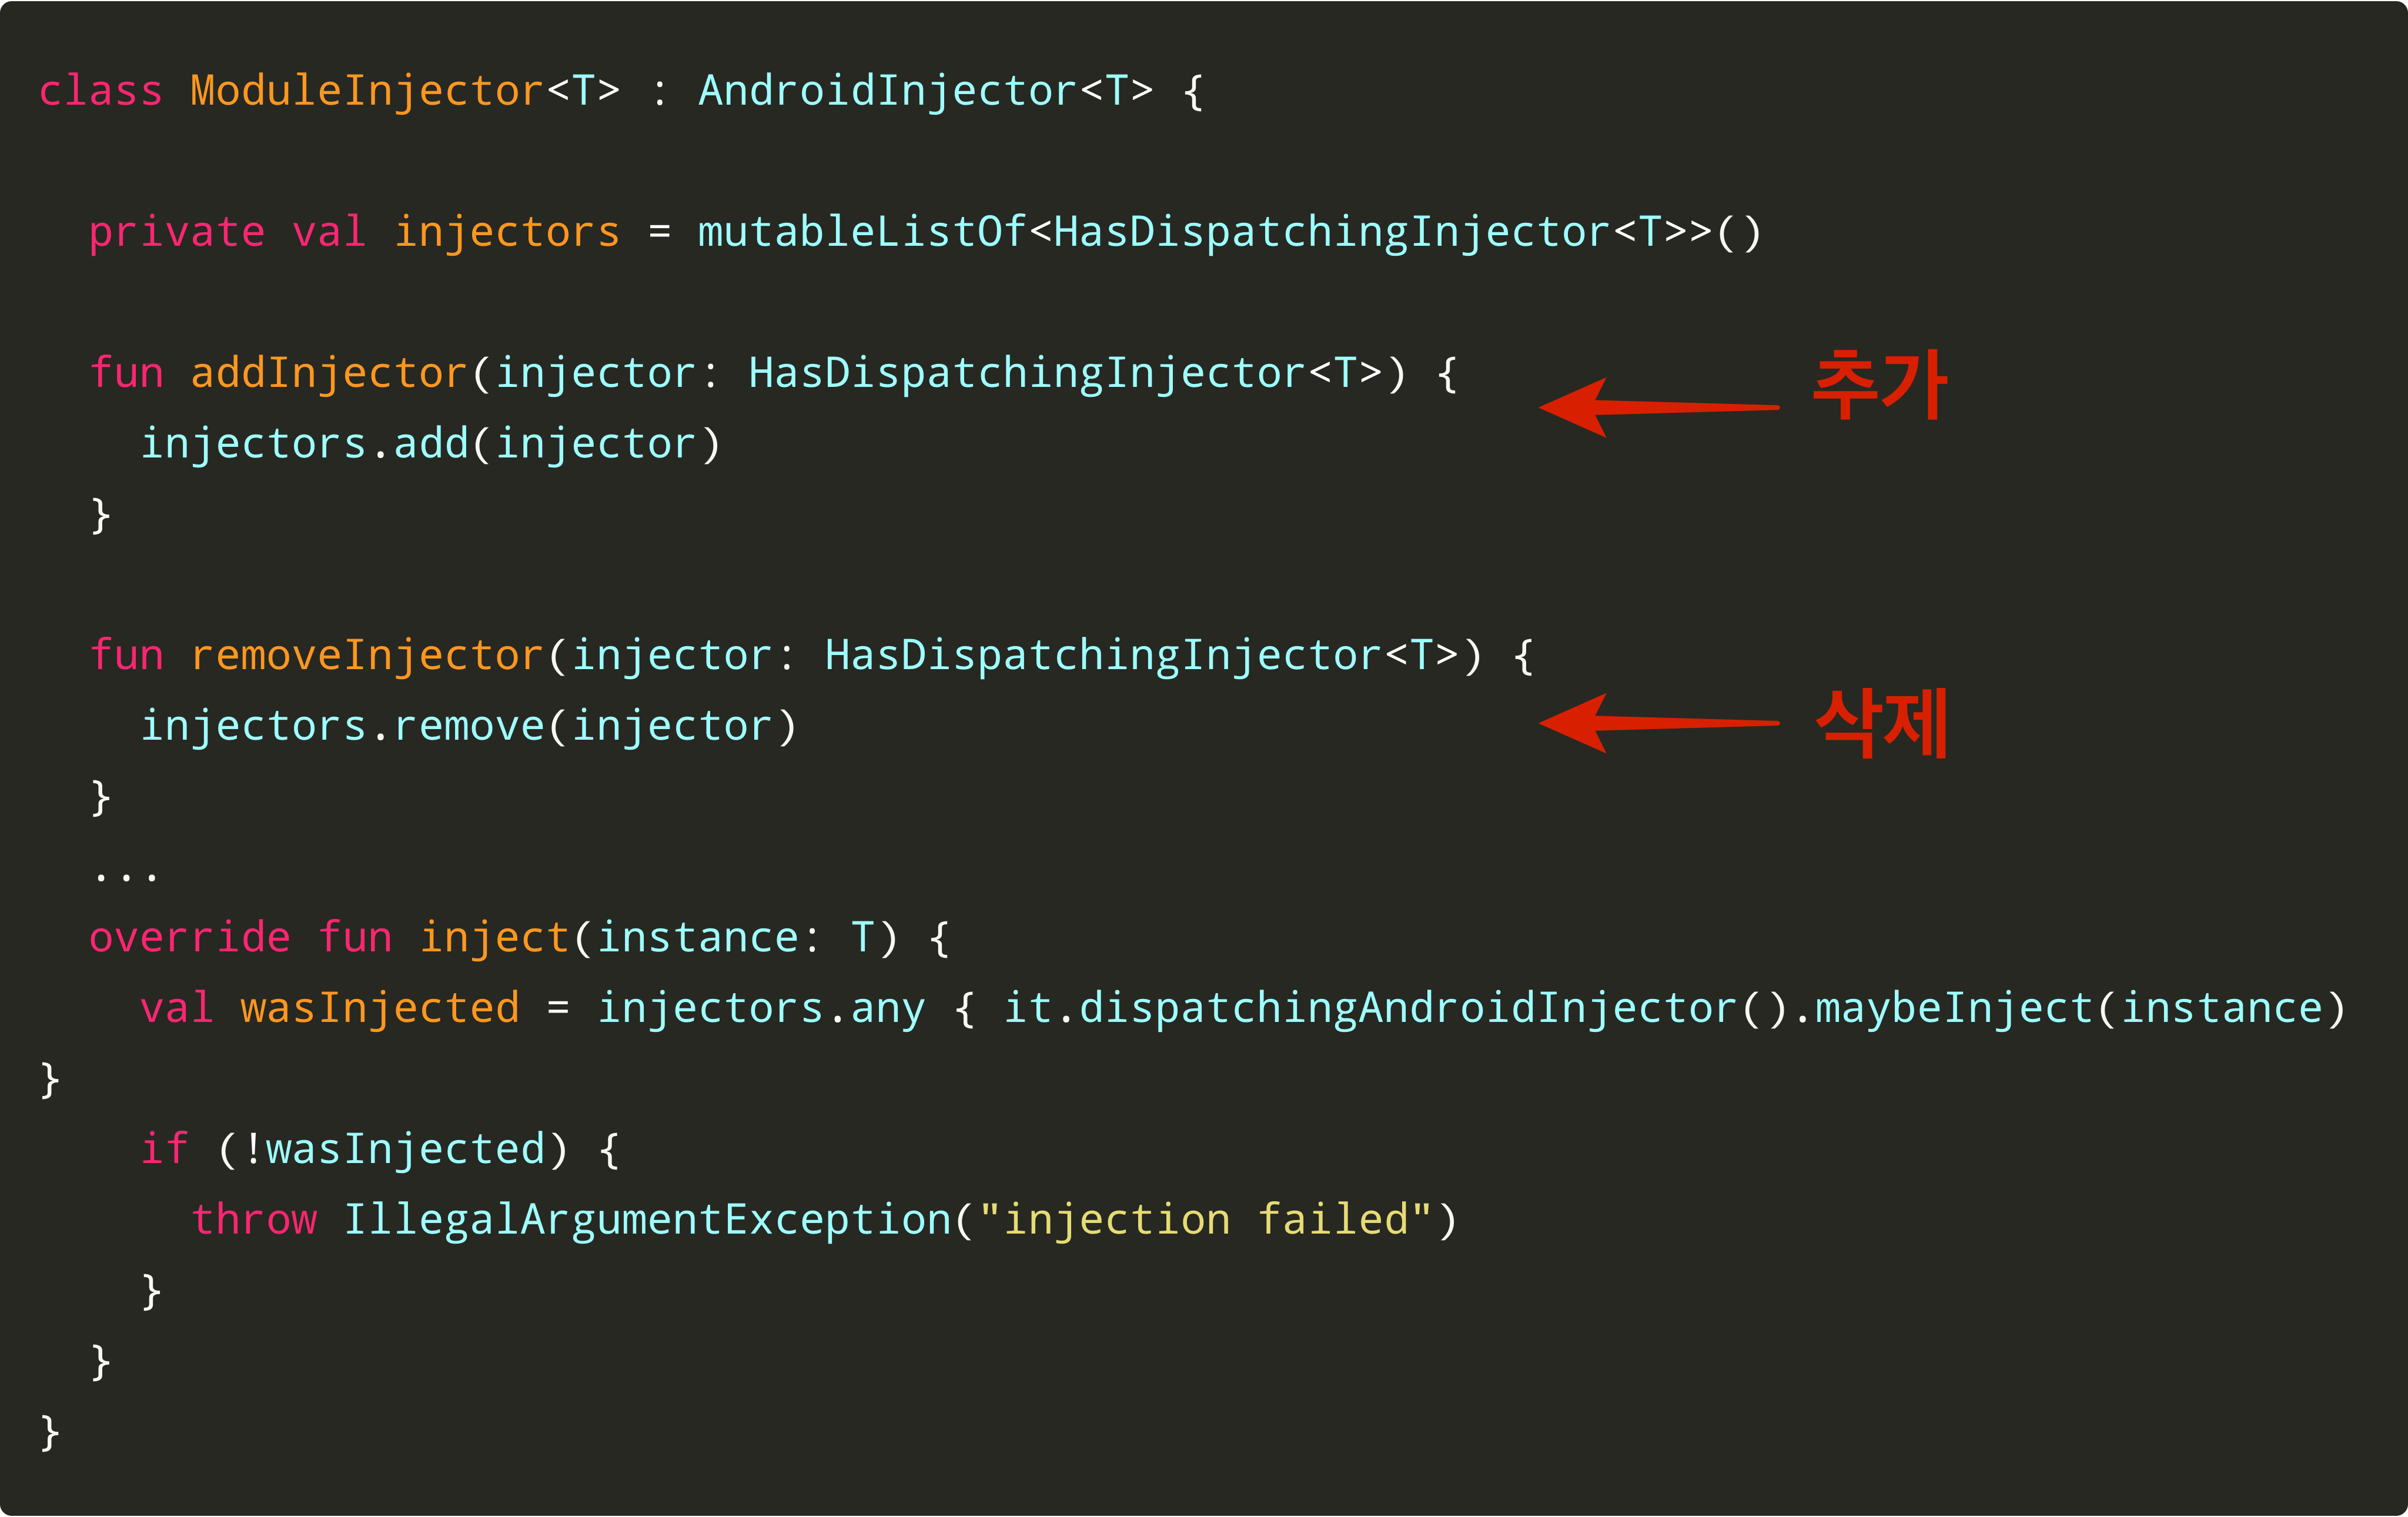 class ModuleInjector<T> : AndroidInjector<T> {
private val injectors = mutableListOf<HasDispatchingInjector<T>>()
fun addInjector(injector: HasDispatchingInjector<T>) {
추가
injectors.add(injector)
}
fun removeInjector(injector: HasDispatchingInjector<T>) {
injectors.remove(injector)
삭제
}
...
override fun inject(instance: T) {
val wasInjected = injectors.any { it.dispatchingAndroidInjector().maybeInject(instance)
}
if (!wasInjected) {
throw IllegalArgumentException("injection failed")
}
}
}